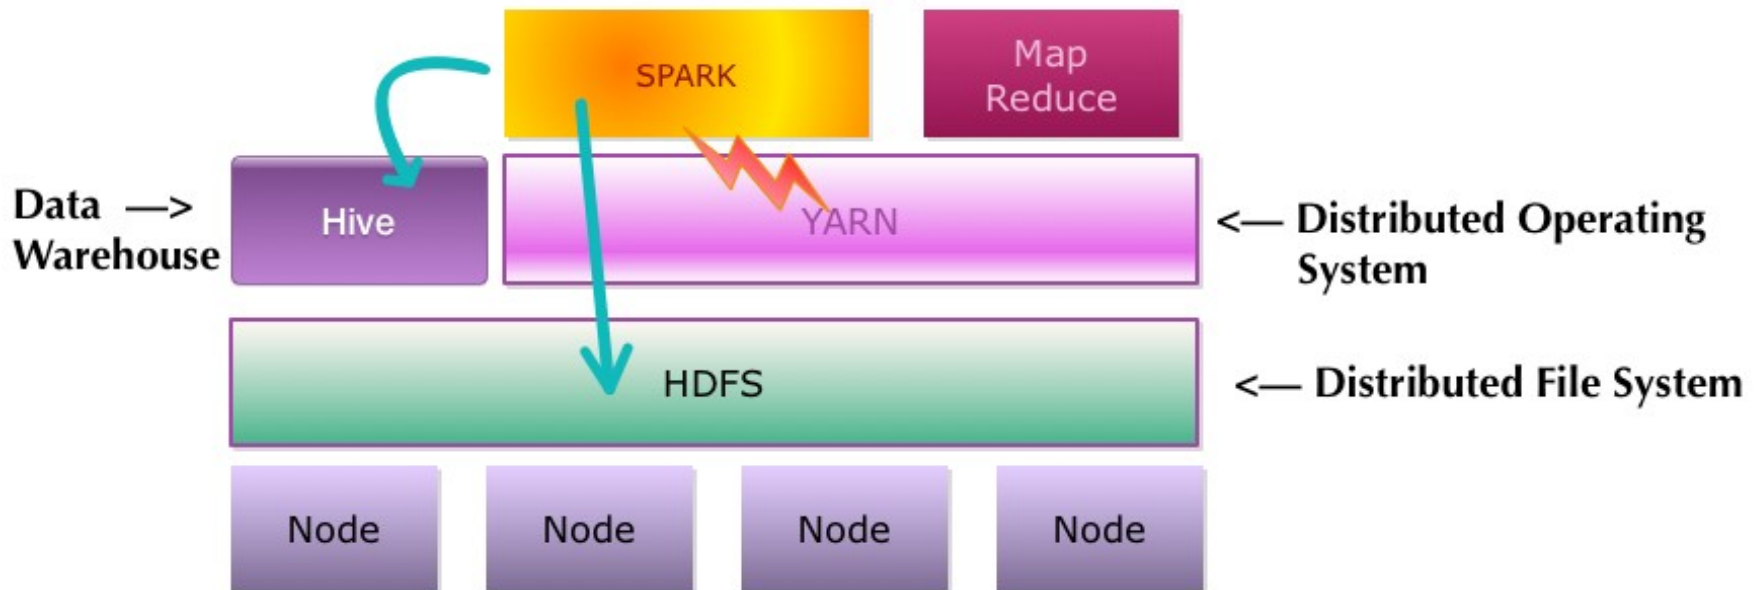 SPARK
Map
Reduce
Data —>
Warehouse
Hive
YARN
<— Distributed Operating
System
HDFS
<— Distributed File System
Node
Node
Node
Node